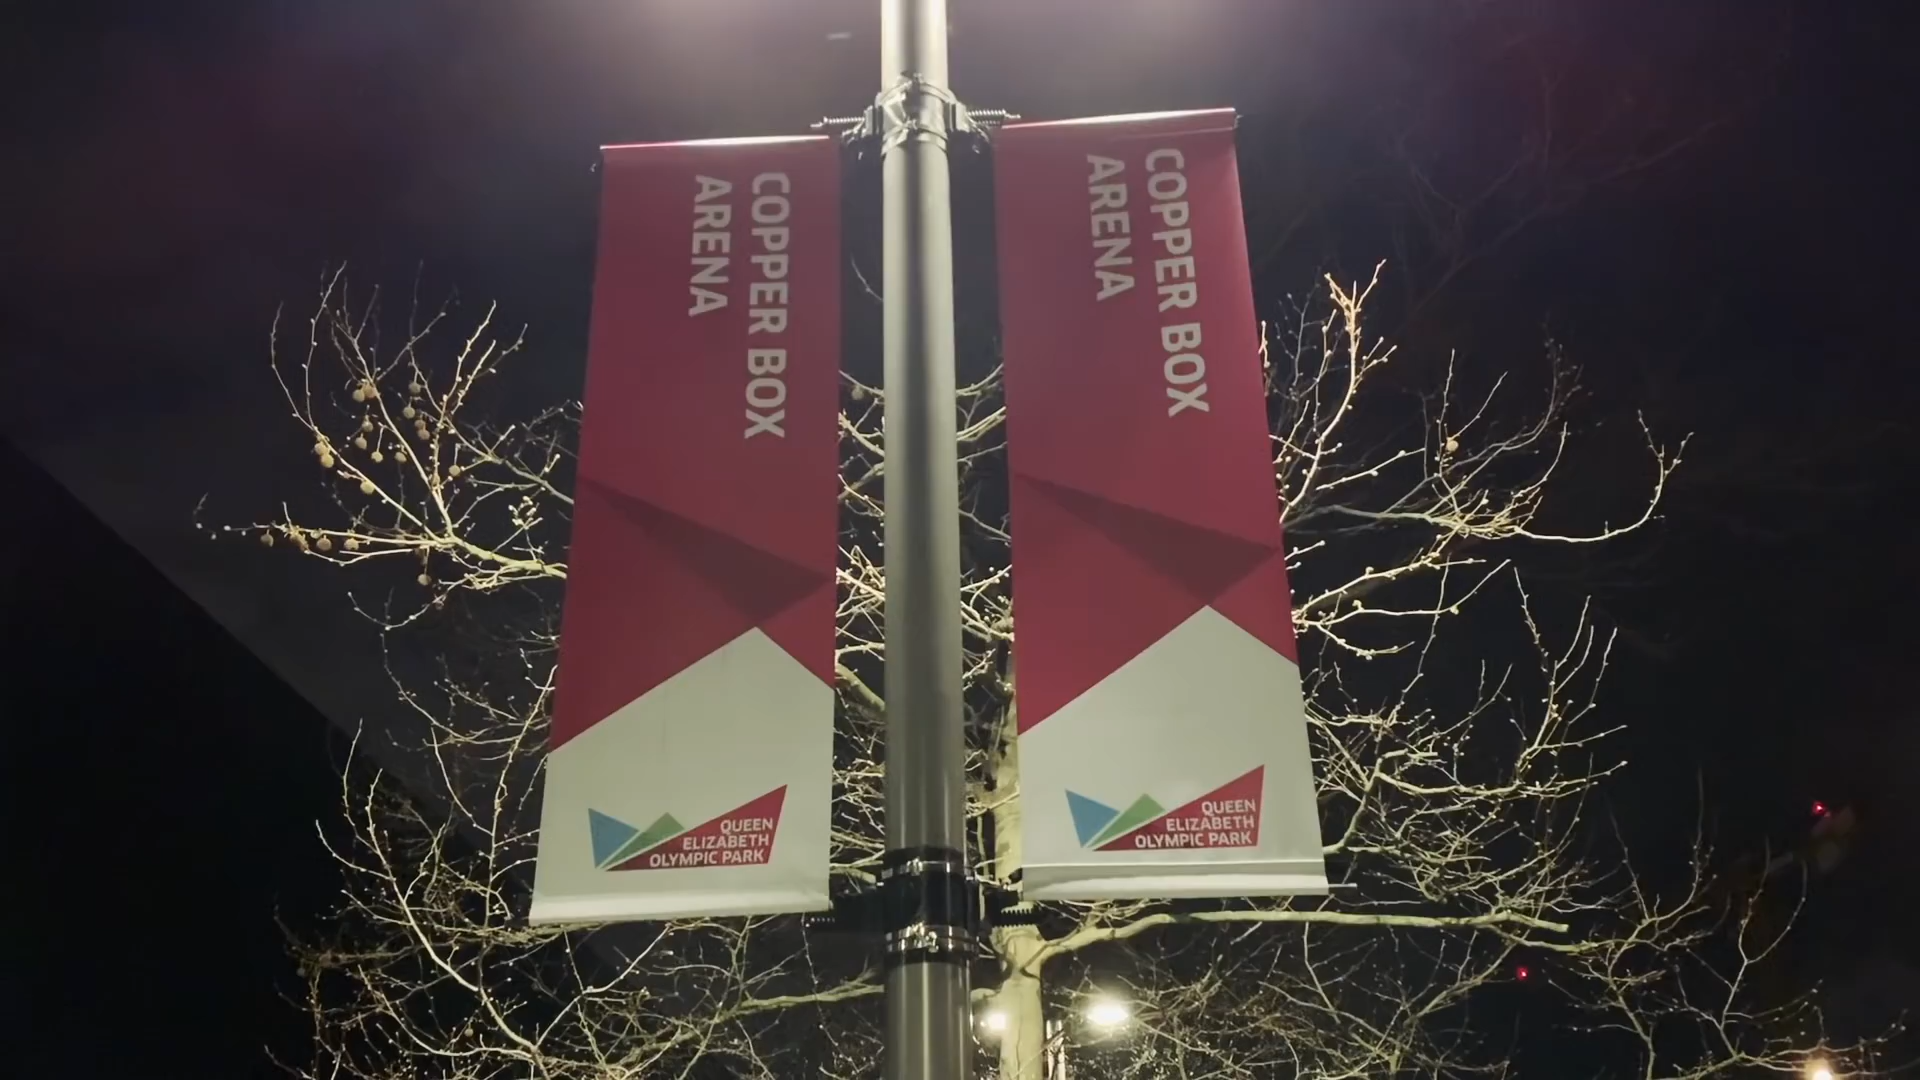 COPPER BOX
ARENA
QUEEN
ELIZABETH
OLYMPIC PARK
COPPER BOX
ARENA
QUEEN
ELIZABETH
OLYMPIC PARK